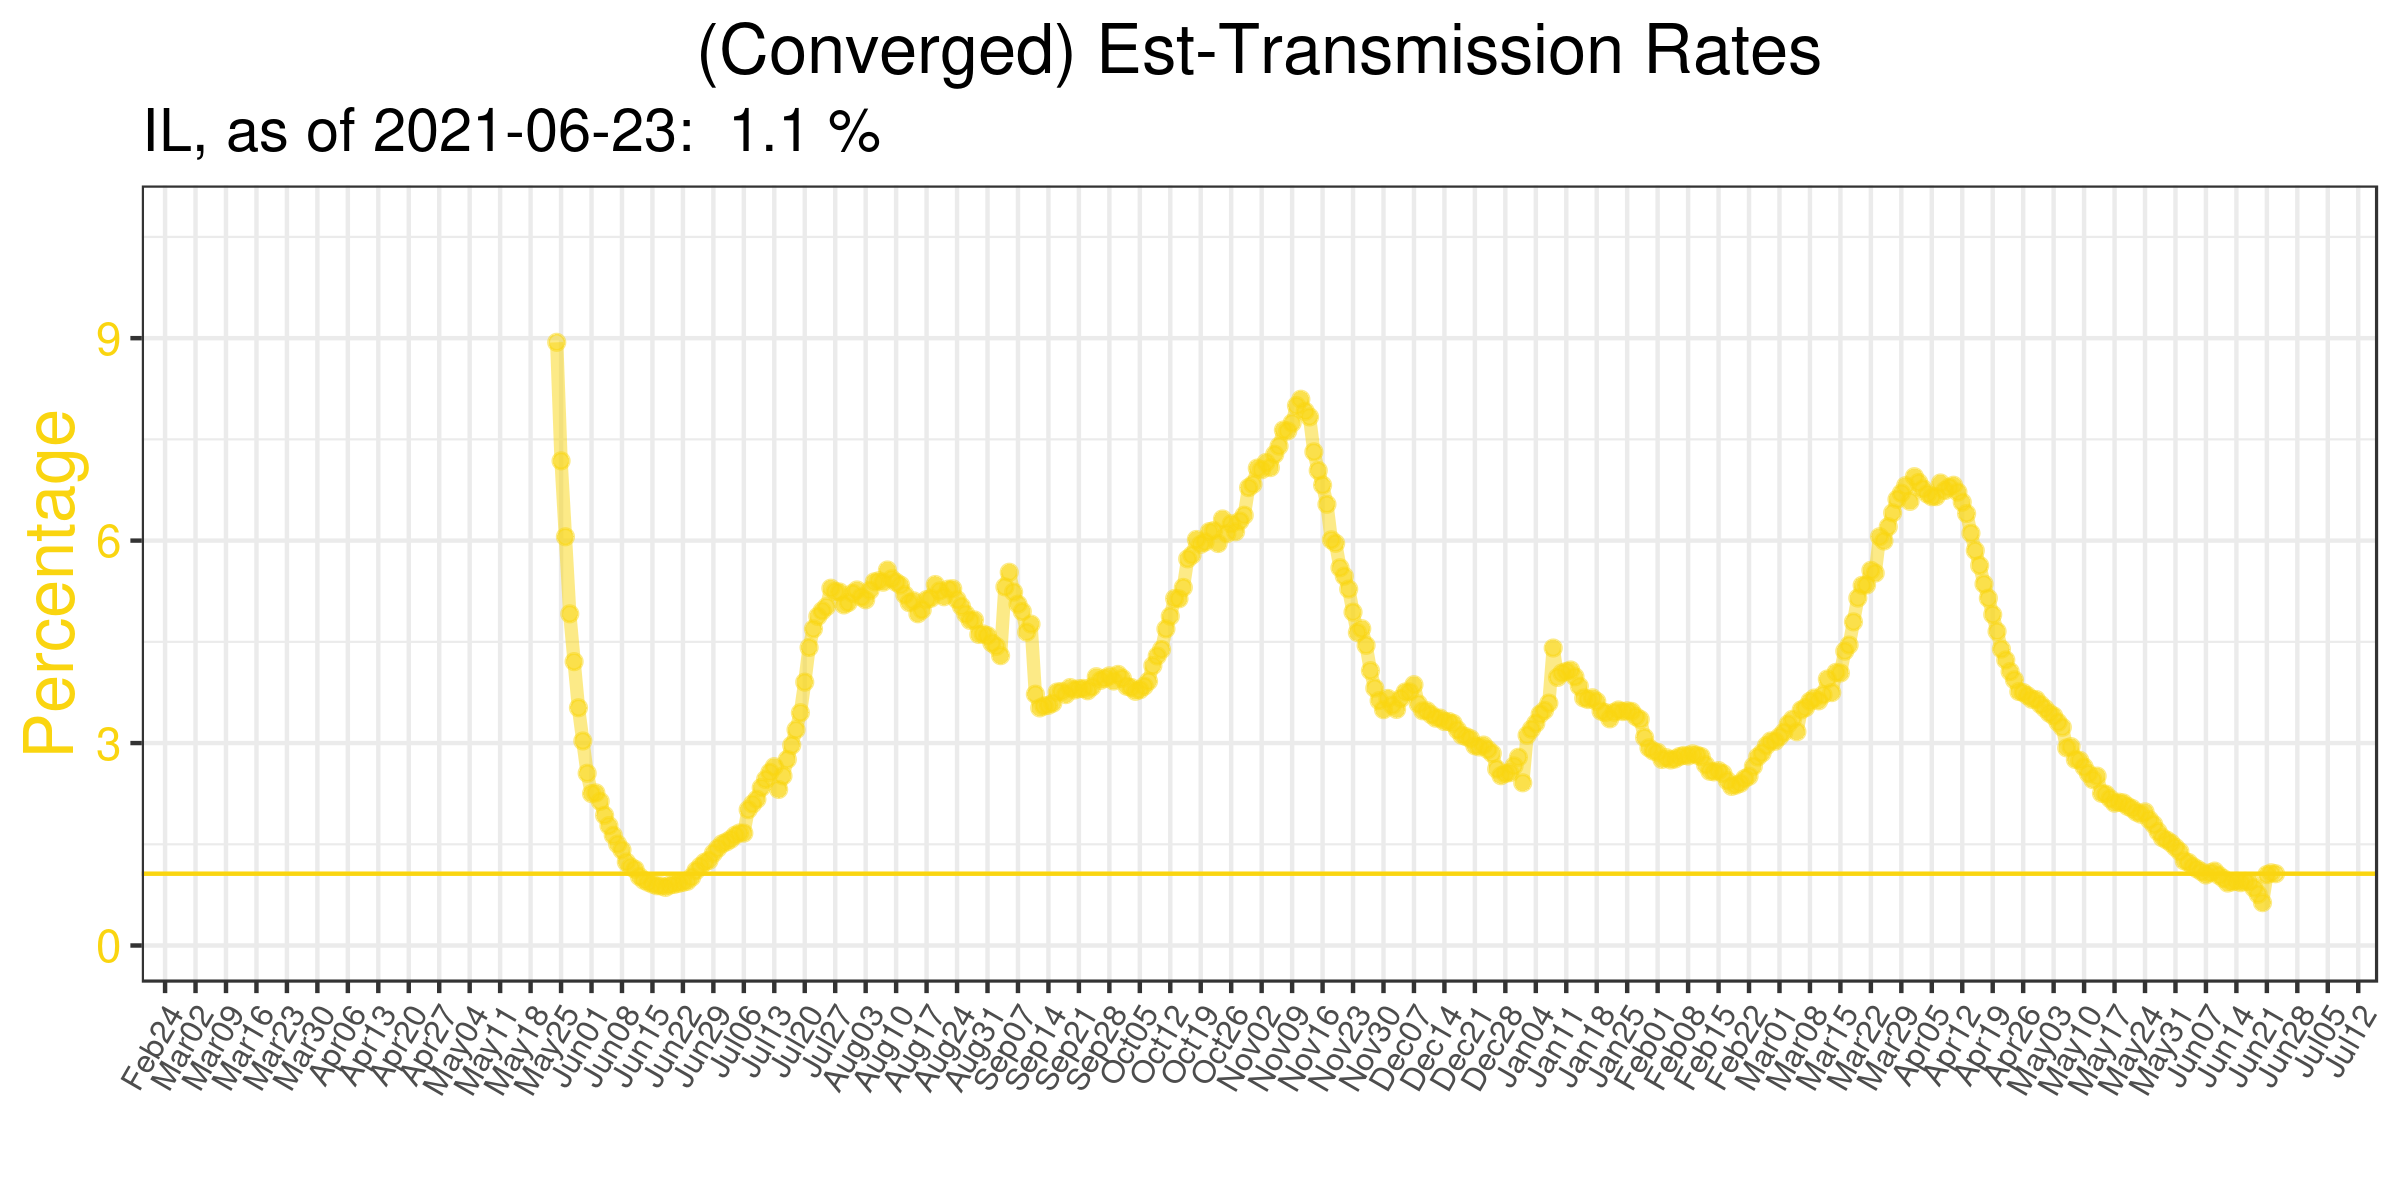 (Converged) Est-Transmission Rates
IL, as of 2021-06-23:  1.1 %
Percentage
9
6
3
0
Feb24
Mar02
Mar09
Mar16
Mar23
Mar30
Apr06
Apr13
Apr20
Apr27
May04
May11
May18
May25
Jun01
Jun08
Jun15
Jun22
Jun29
Jul06
Jul13
Jul20
Jul27
Aug03
Aug10
Aug17
Aug24
Aug31
Sep07
Sep14
Sep21
Sep28
Oct05
Oct12
Oct19
Oct26
Nov02
Nov09
Nov16
Nov23
Nov30
Dec07
Dec14
Dec21
Dec28
Jan04
Jan11
Jan18
Jan25
Feb01
Feb08
Feb15
Feb22
Mar01
Mar08
Mar15
Mar22
Mar29
Apr05
Apr12
Apr19
Apr26
May03
May10
May17
May24
May31
Jun07
Jun14
Jun21
Jun28
Jul05
Jul12